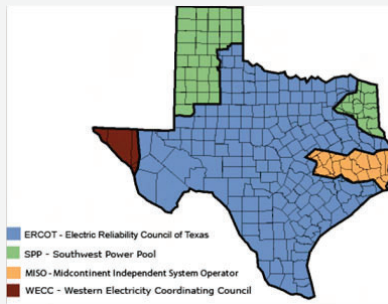 ERCOT - Electric Reliability Council of Texas
SPP - Southwest Power Pool
MISO - Midcontinent Independent System Operator
WECC - Western Electricity Coordinating Council